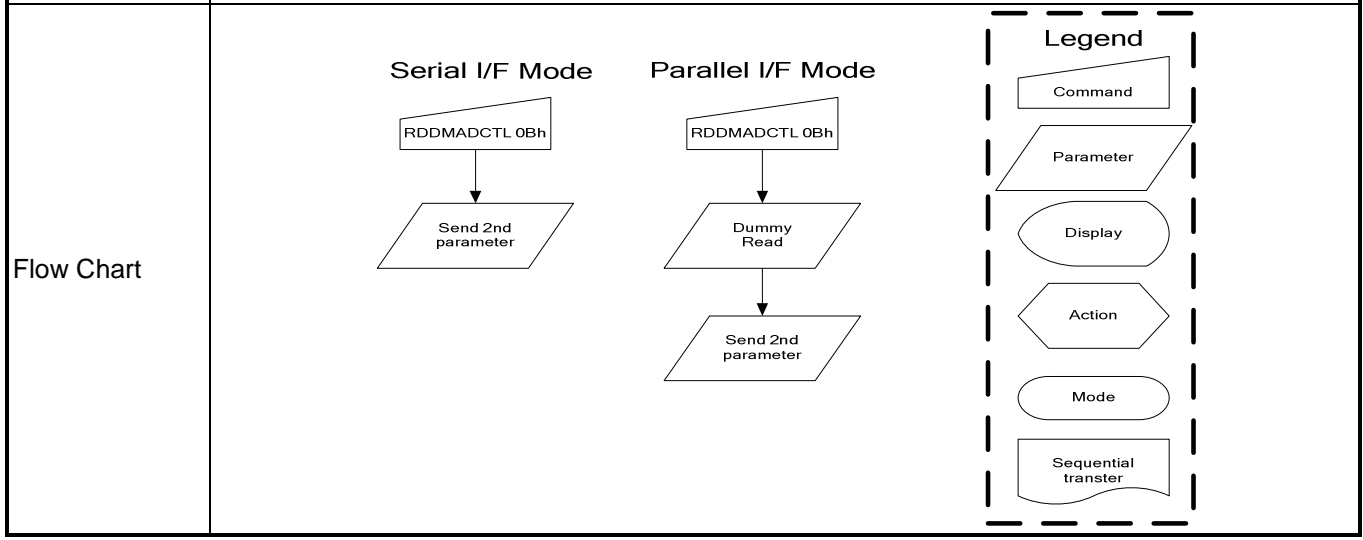 Flow Chart
Serial I/F Mode
RDDMADCTL 0Bh
Send 2nd
parameter
Parallel I/F Mode
RDDMADCTL 0Bh
Dummy
Read
Send 2nd
parameter
Legend
Command
Parameter
Display
Action
Mode
Sequential
transter